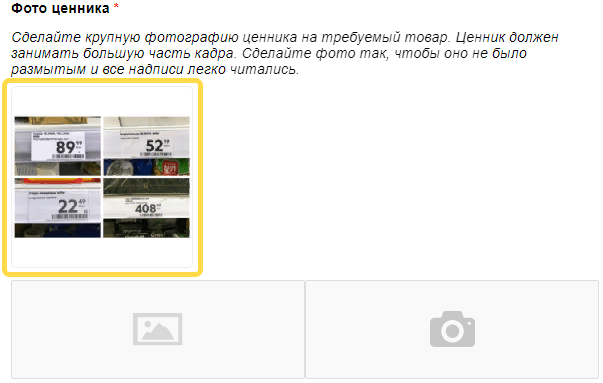 Фото ценника *
Сделайте крупную фотографию ценника на требуемый товар. Ценник должен
занимать большую часть кадра. Сделайте фото так, чтобы оно не было
размытым и все надписи легко читались.
89 99
52 99
22 49
408 99